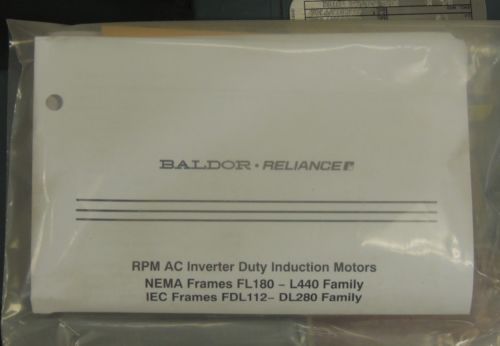 BALDOR • RELIANCE
RPM AC Inverter Duty Induction Motors
NEMA Frames FL180 – L440 Family
IEC Frames FDL112– DL280 Family